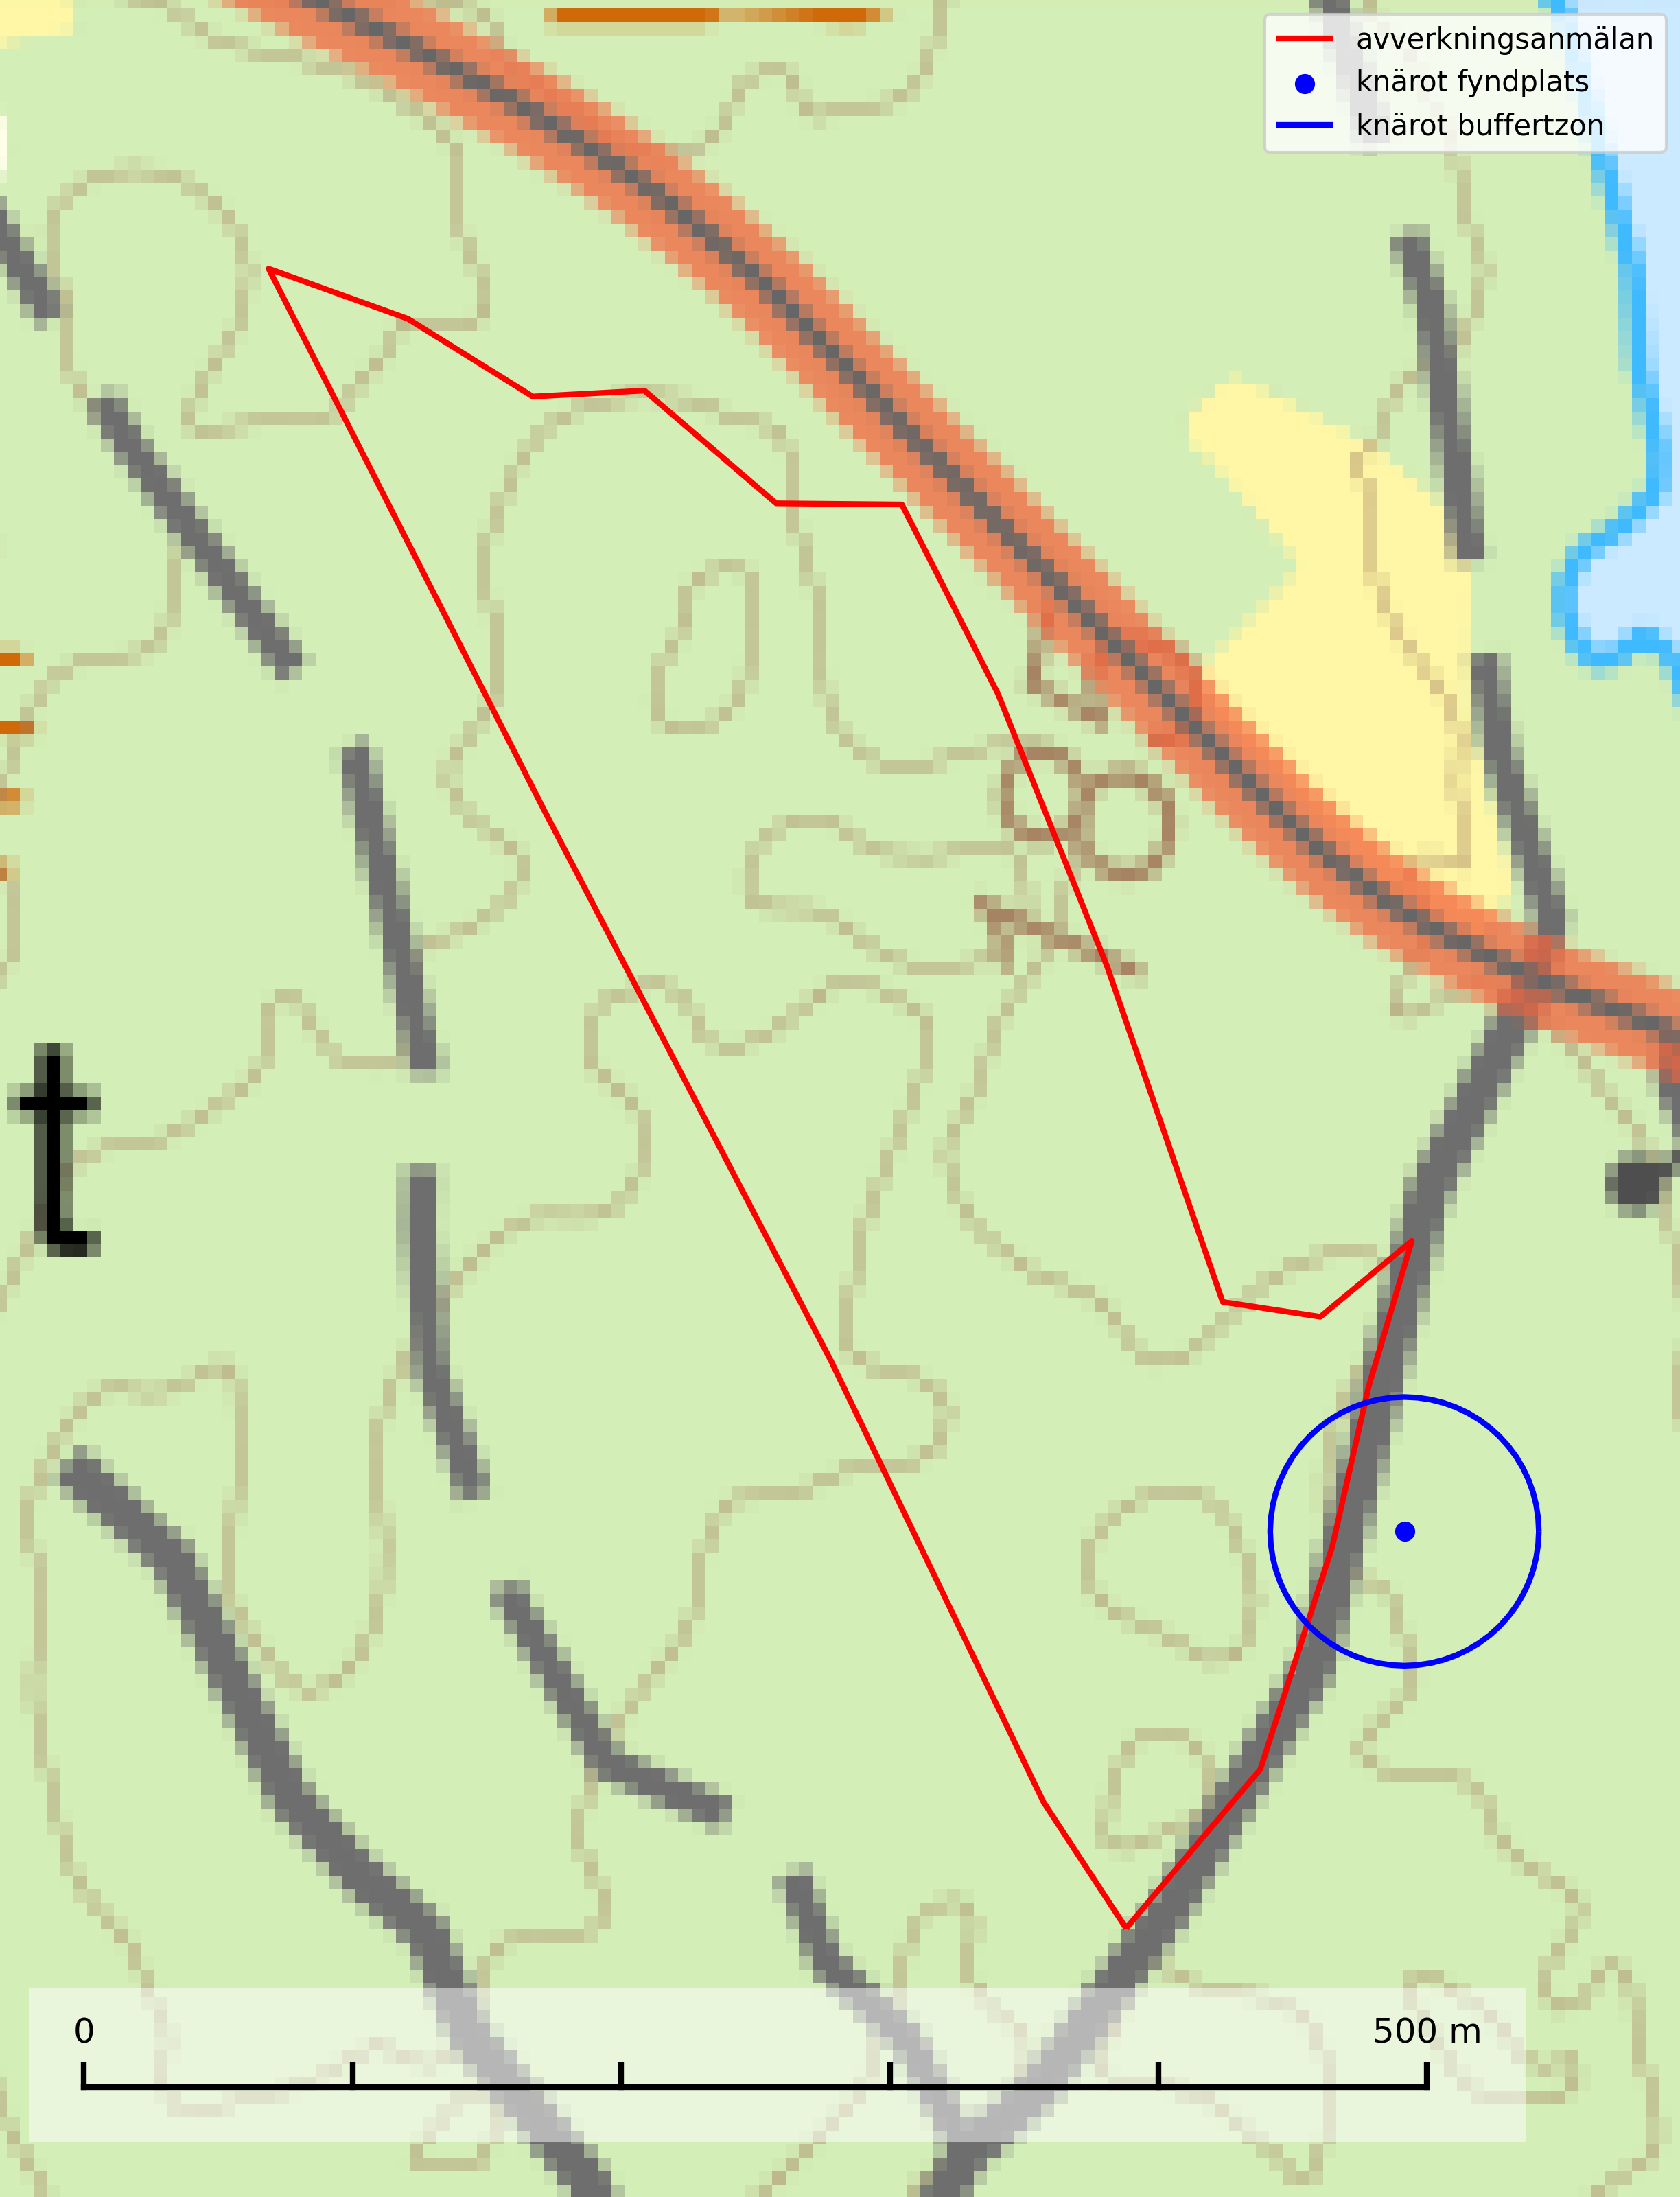 avverkningsanmälan
knärot fyndplats
knärot buffertzon
t
0 500 m